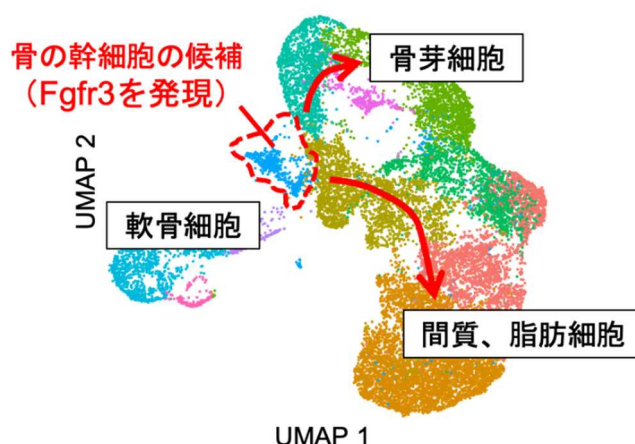 骨の幹細胞の候補
（Fgfr3を発現）
骨芽細胞
軟骨細胞
間質、脂肪細胞
UMAP 2
UMAP 1